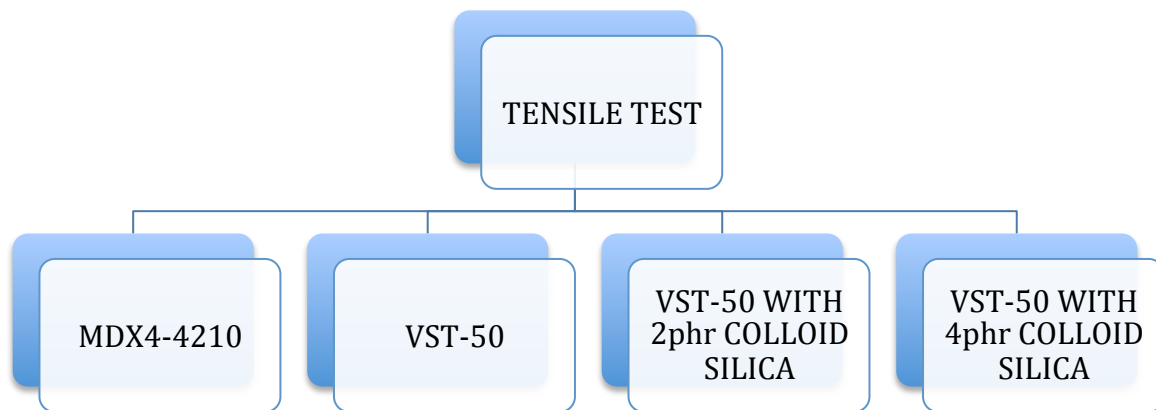 TENSILE TEST
MDX4-4210
VST-50
VST-50 WITH
2phr COLLOID
SILICA
VST-50 WITH
4phr COLLOID
SILICA